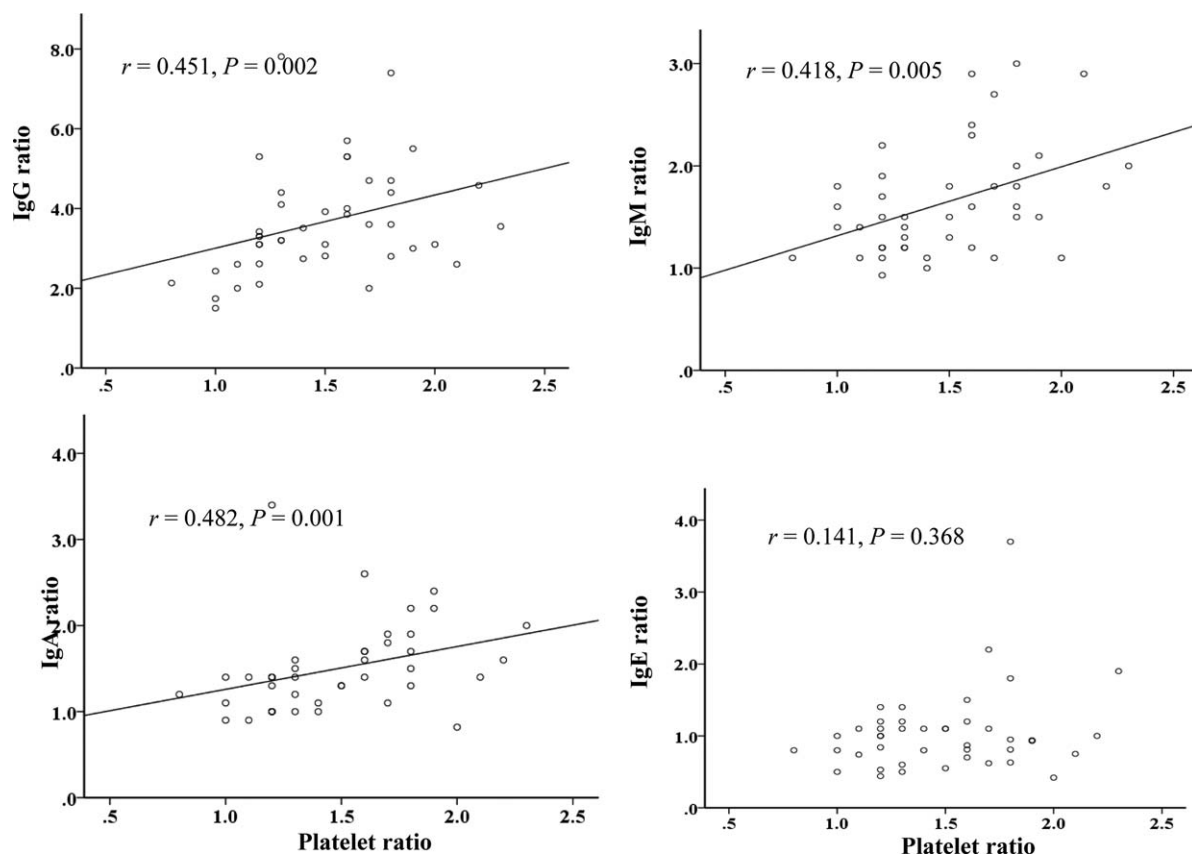 8.0
r = 0.451, P = 0.002
6.0
IgG ratio
4.0
2.0
.0
.5 1.0 1.5 2.0 2.5
3.0
r = 0.418, P = 0.005
IgM ratio
2.0
1.0
.0
.5 1.0 1.5 2.0 2.5
4.0
r = 0.482, P = 0.001
3.0
IgA ratio
2.0
1.0
.0
.5 1.0 1.5 2.0 2.5
Platelet ratio
4.0
r = 0.141, P = 0.368
3.0
IgE ratio
2.0
1.0
.0
.5 1.0 1.5 2.0 2.5
Platelet ratio